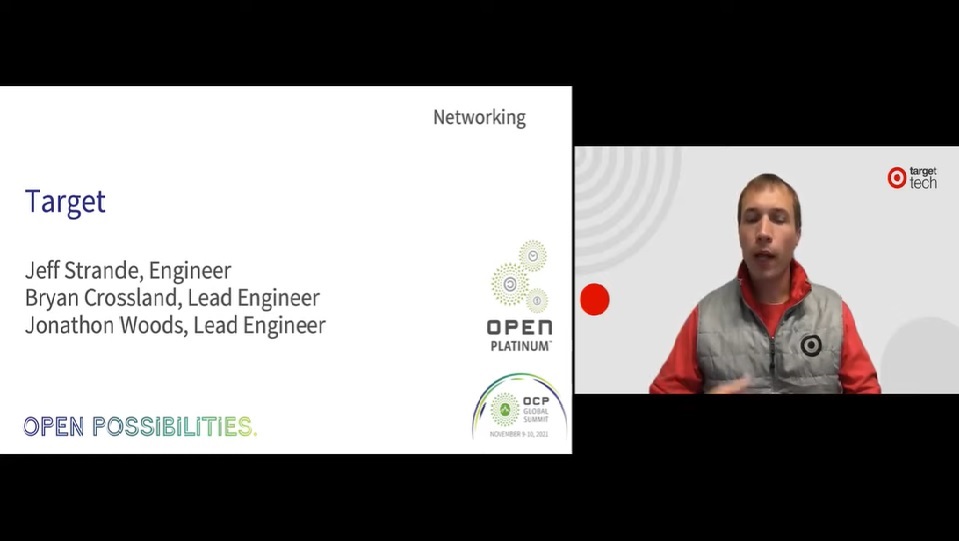 Networking
Target
Jeff Strande, Engineer
Bryan Crossland, Lead Engineer
Jonathon Woods, Lead Engineer
OPEN
PLATINUM™
OPEN POSSIBILITIES.
OCP
GLOBAL
SUMMIT
NOVEMBER 9-10, 2021
target
tech